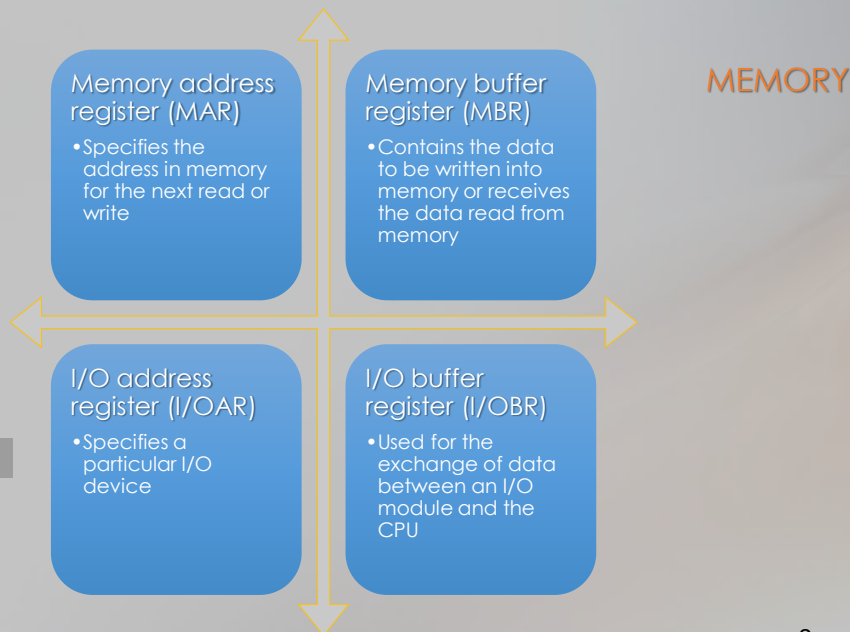 MEMORY
Memory address
register (MAR)
•Specifies the
address in memory
for the next read or
write
Memory buffer
register (MBR)
•Contains the data
to be written into
memory or receives
the data read from
memory
I/O address
register (I/OAR)
•Specifies a
particular I/O
device
I/O buffer
register (I/OBR)
•Used for the
exchange of data
between an I/O
module and the
CPU